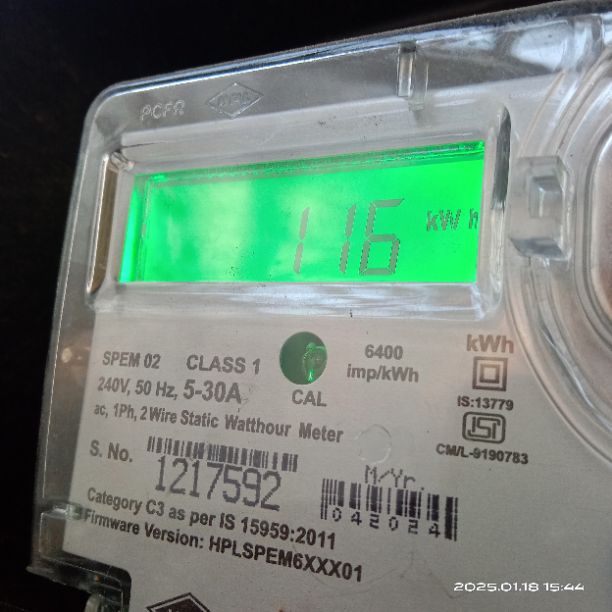 PCFR HPL
116 kWh
SPEM 02 CLASS 1 6400 imp/kWh kWh
240V, 50 Hz, 5-30A CAL IS:13779
ac, 1Ph, 2 Wire Static Watthour Meter ISI
CM/L-9190783
S. No. 1217592 M/Yr.
042024
Category C3 as per IS 15959:2011
Firmware Version: HPLSPEM6XXX01
2025.01.18 15:44